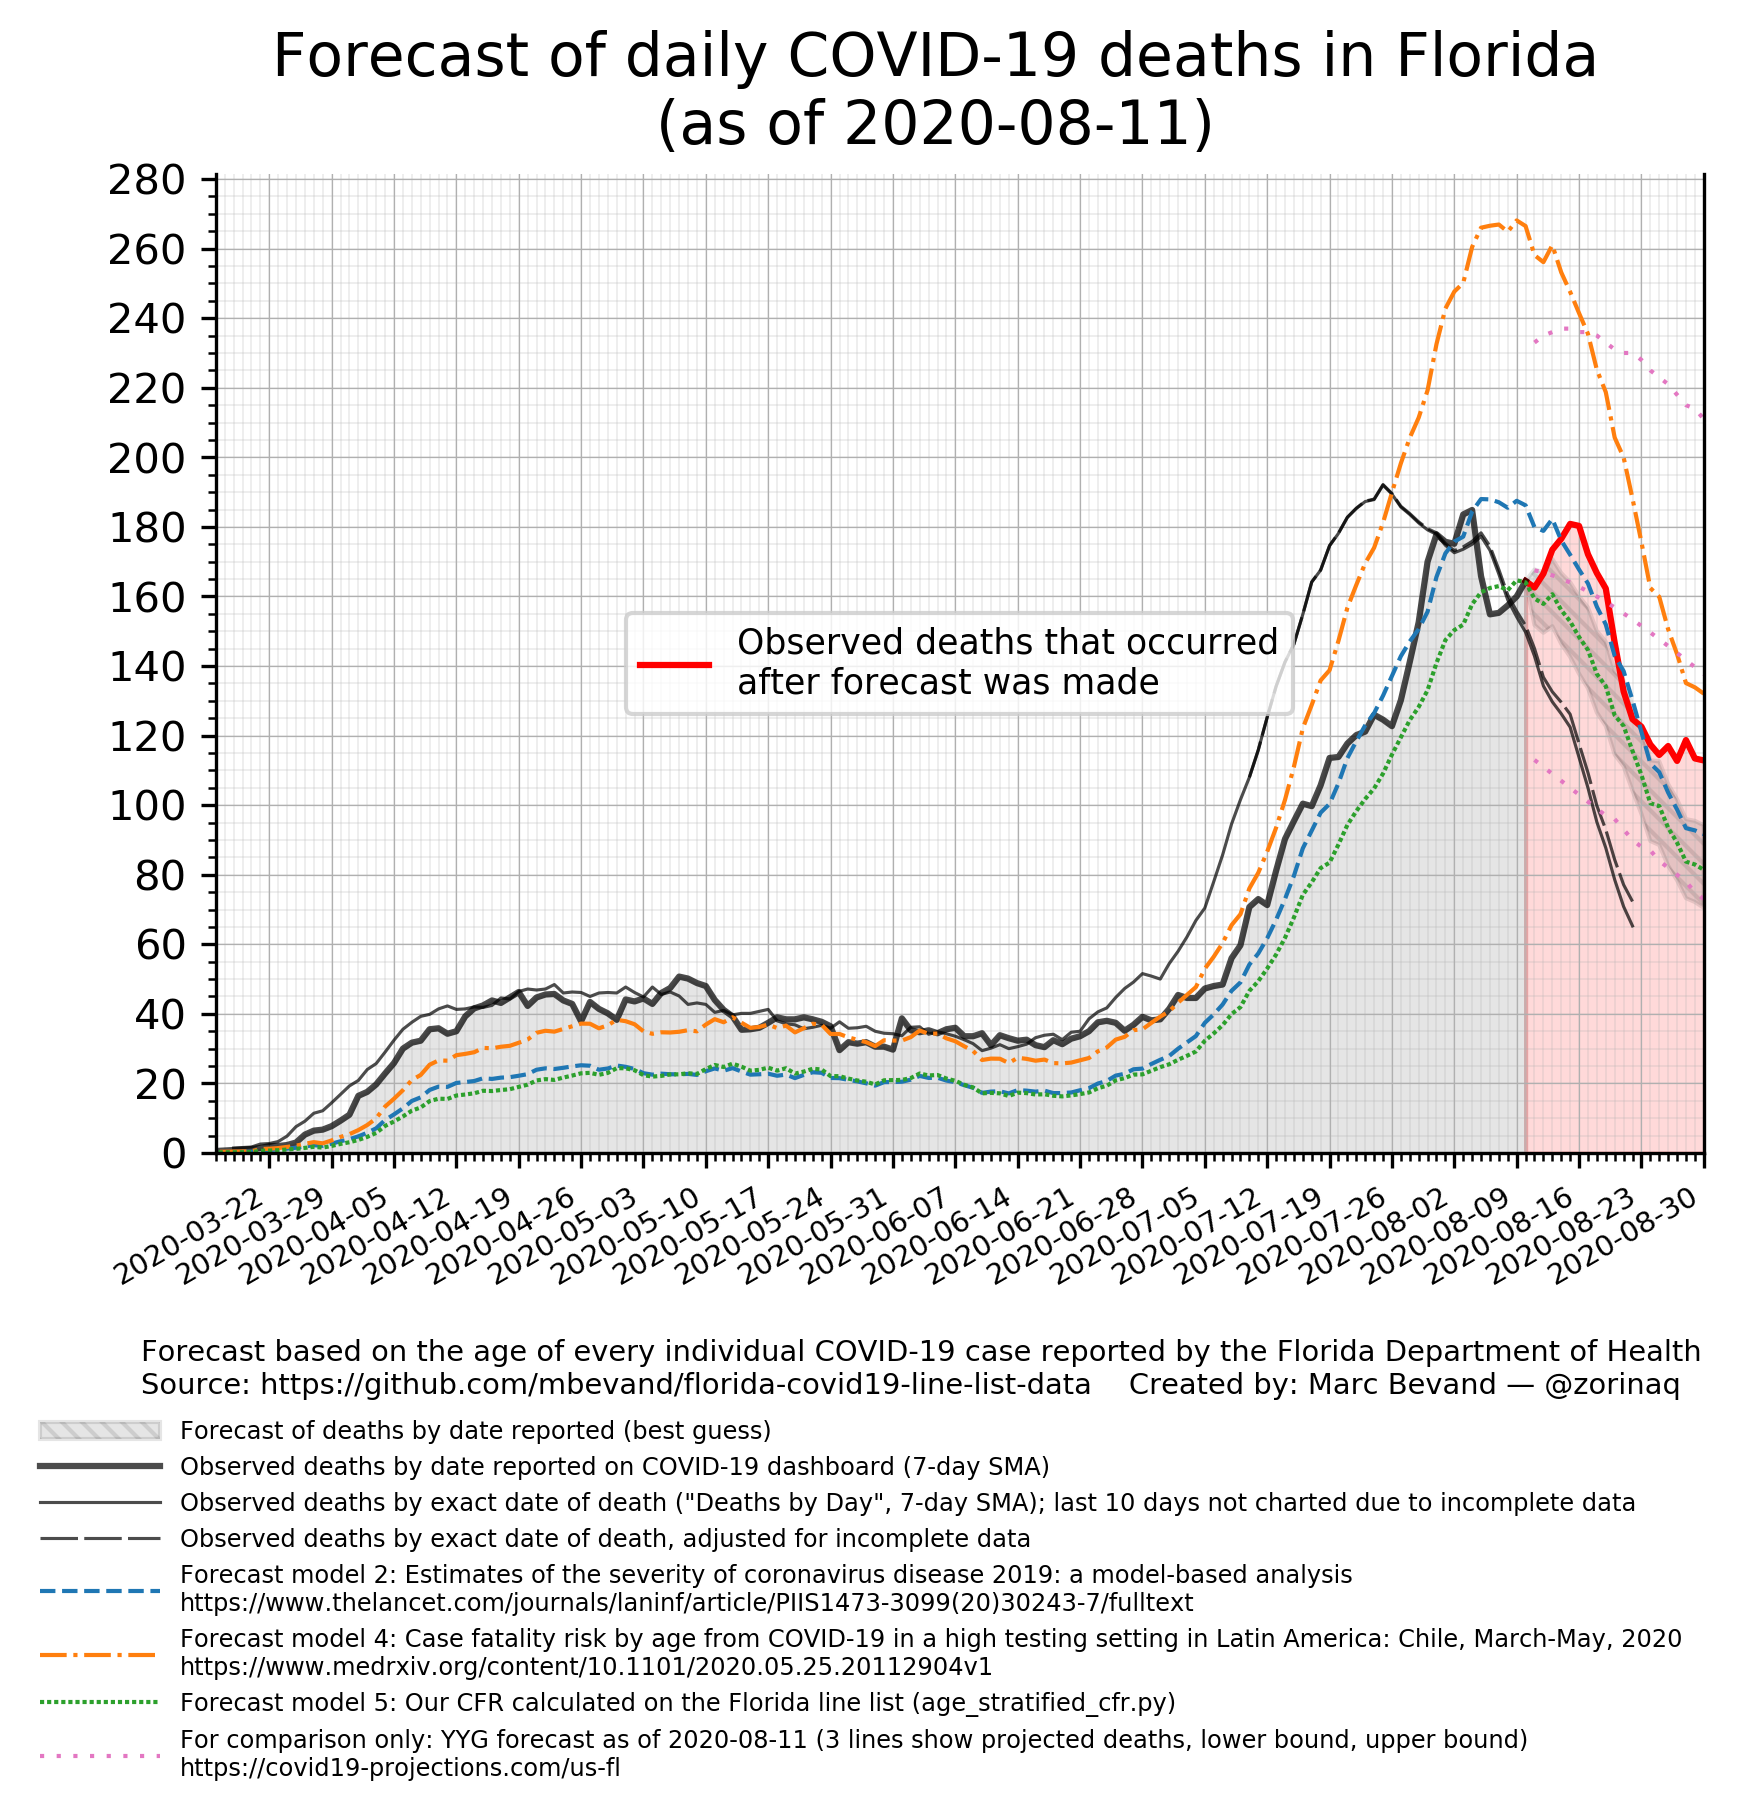 Forecast of daily COVID-19 deaths in Florida
(as of 2020-08-11)
280
260
240
220
200
180
160
140
120
100
80
60
40
20
0
Observed deaths that occurred
after forecast was made
2020-03-22
2020-03-29
2020-04-05
2020-04-12
2020-04-19
2020-04-26
2020-05-03
2020-05-10
2020-05-17
2020-05-24
2020-05-31
2020-06-07
2020-06-14
2020-06-21
2020-06-28
2020-07-05
2020-07-12
2020-07-19
2020-07-26
2020-08-02
2020-08-09
2020-08-16
2020-08-23
2020-08-30
Forecast based on the age of every individual COVID-19 case reported by the Florida Department of Health
Source: https://github.com/mbevand/florida-covid19-line-list-data    Created by: Marc Bevand — @zorinaq
Forecast of deaths by date reported (best guess)
Observed deaths by date reported on COVID-19 dashboard (7-day SMA)
Observed deaths by exact date of death ("Deaths by Day", 7-day SMA); last 10 days not charted due to incomplete data
Observed deaths by exact date of death, adjusted for incomplete data
Forecast model 2: Estimates of the severity of coronavirus disease 2019: a model-based analysis
https://www.thelancet.com/journals/laninf/article/PIIS1473-3099(20)30243-7/fulltext
Forecast model 4: Case fatality risk by age from COVID-19 in a high testing setting in Latin America: Chile, March-May, 2020
https://www.medrxiv.org/content/10.1101/2020.05.25.20112904v1
Forecast model 5: Our CFR calculated on the Florida line list (age_stratified_cfr.py)
For comparison only: YYG forecast as of 2020-08-11 (3 lines show projected deaths, lower bound, upper bound)
https://covid19-projections.com/us-fl